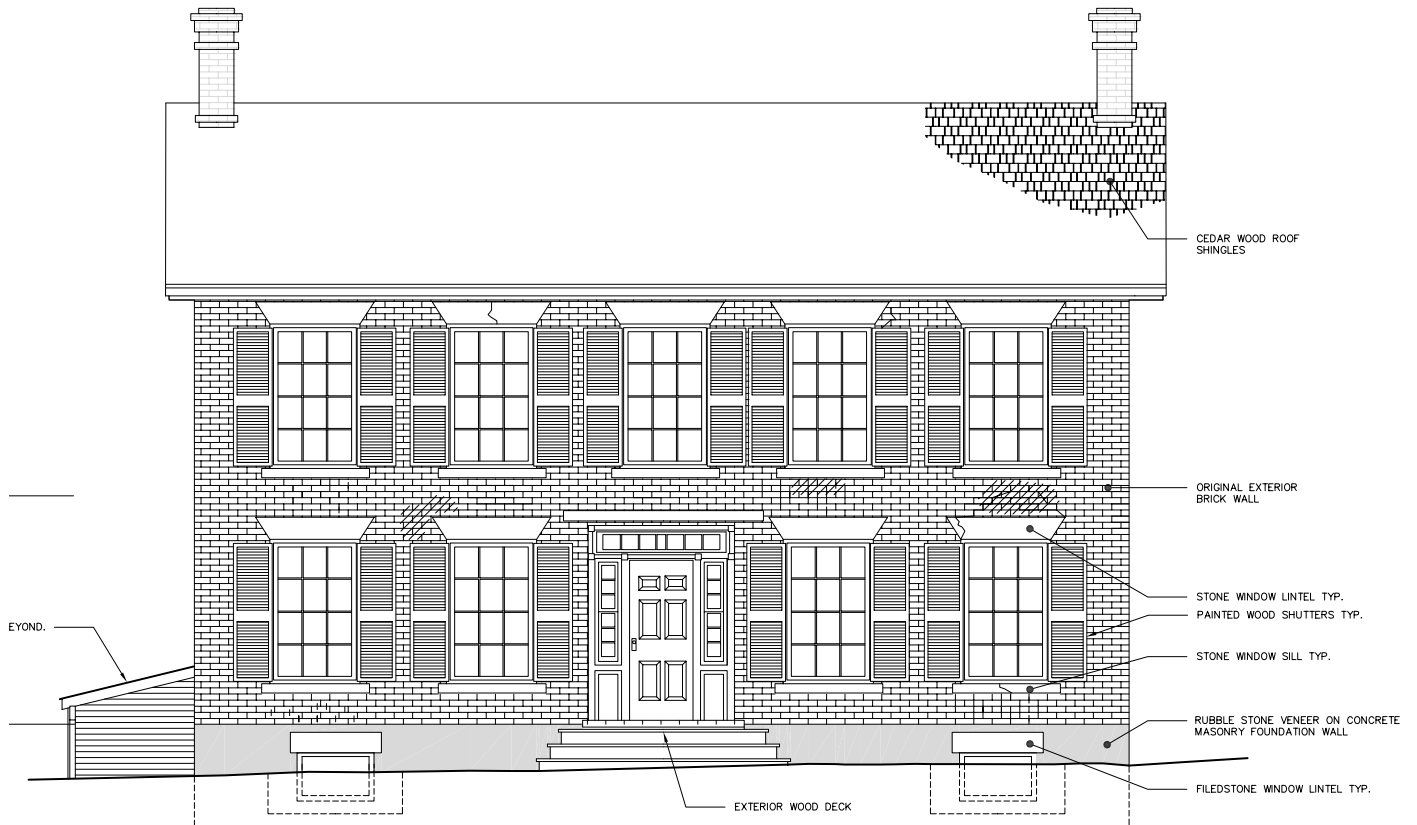 CEDAR WOOD ROOF
SHINGLES
ORIGINAL EXTERIOR
BRICK WALL
STONE WINDOW LINTEL TYP.
PAINTED WOOD SHUTTERS TYP.
EYOND.
STONE WINDOW SILL TYP.
RUBBLE STONE VENEER ON CONCRETE
MASONRY FOUNDATION WALL
FILEDSTONE WINDOW LINTEL TYP.
EXTERIOR WOOD DECK